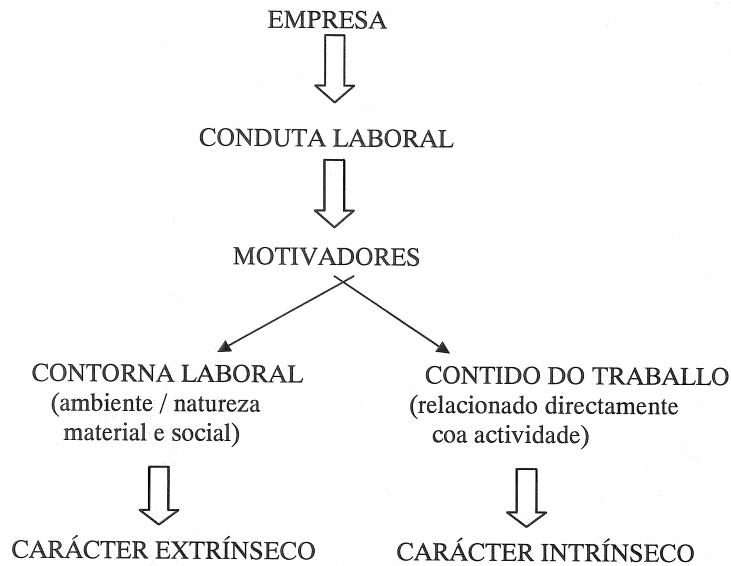 EMPRESA
CONDUTA LABORAL
MOTIVADORES
CONTORNA LABORAL
(ambiente / natureza
material e social)
CONTIDO DO TRABALLO
(relacionado directamente
coa actividade)
CARÁCTER EXTRÍNSECO
CARÁCTER INTRÍNSECO